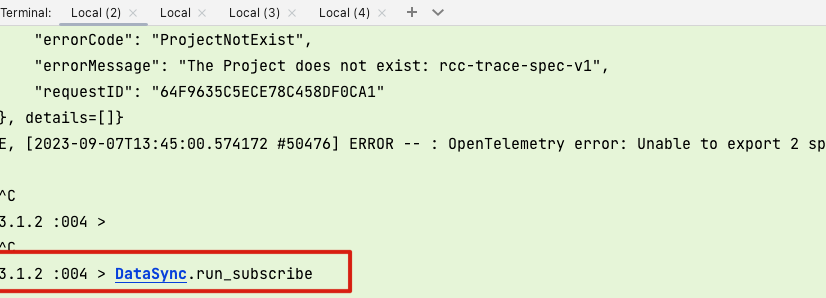 Terminal: Local (2) × Local × Local (3) × Local (4) × +
"errorCode": "ProjectNotExist",
"errorMessage": "The Project does not exist: rcc-trace-spec-v1",
"requestID": "64F9635C5ECE78C458DF0CA1"
}, details=[]}
E, [2023-09-07T13:45:00.574172 #50476] ERROR -- : OpenTelemetry error: Unable to export 2 sp
^C
3.1.2 :004 >
^C
3.1.2 :004 > DataSync.run_subscribe